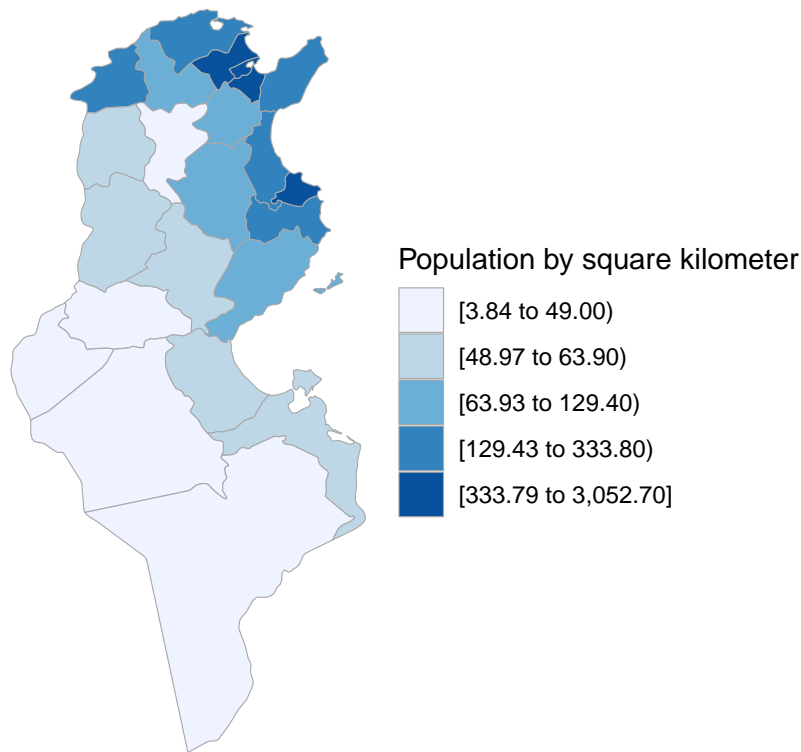 Population by square kilometer
[3.84 to 49.00)
[48.97 to 63.90)
[63.93 to 129.40)
[129.43 to 333.80)
[333.79 to 3,052.70]